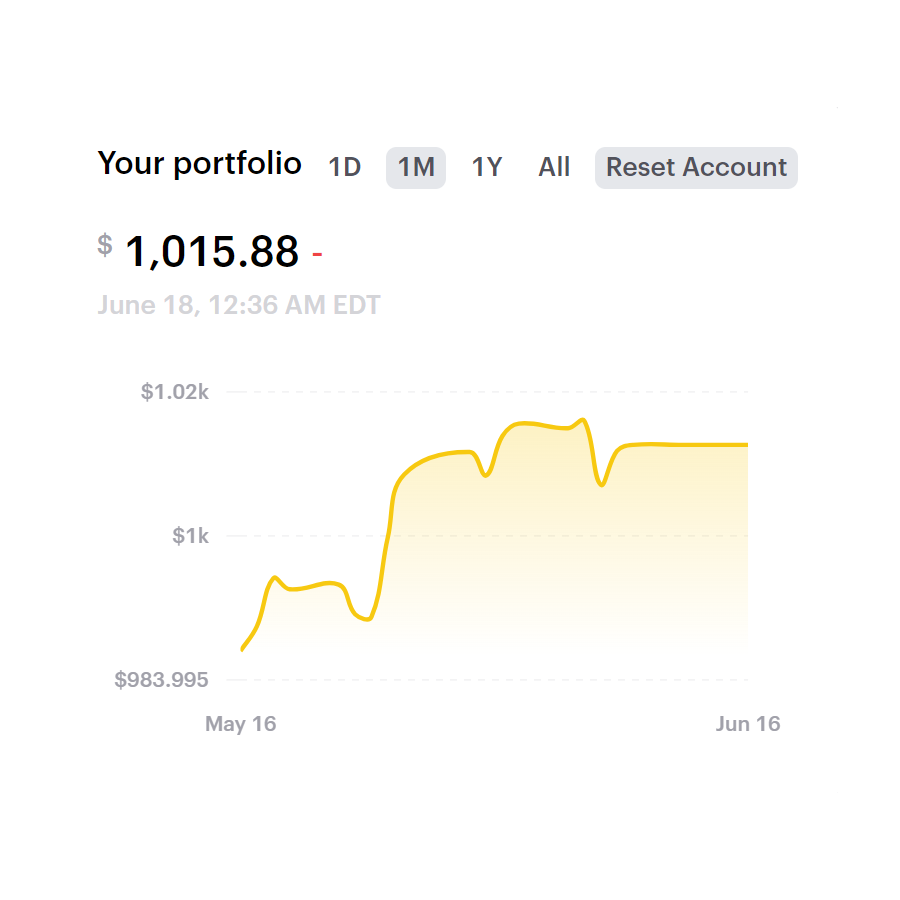 Your portfolio 1D 1M 1Y All Reset Account
$ 1,015.88 -
June 18, 12:36 AM EDT
$1.02k
$1k
$983.995
May 16 Jun 16